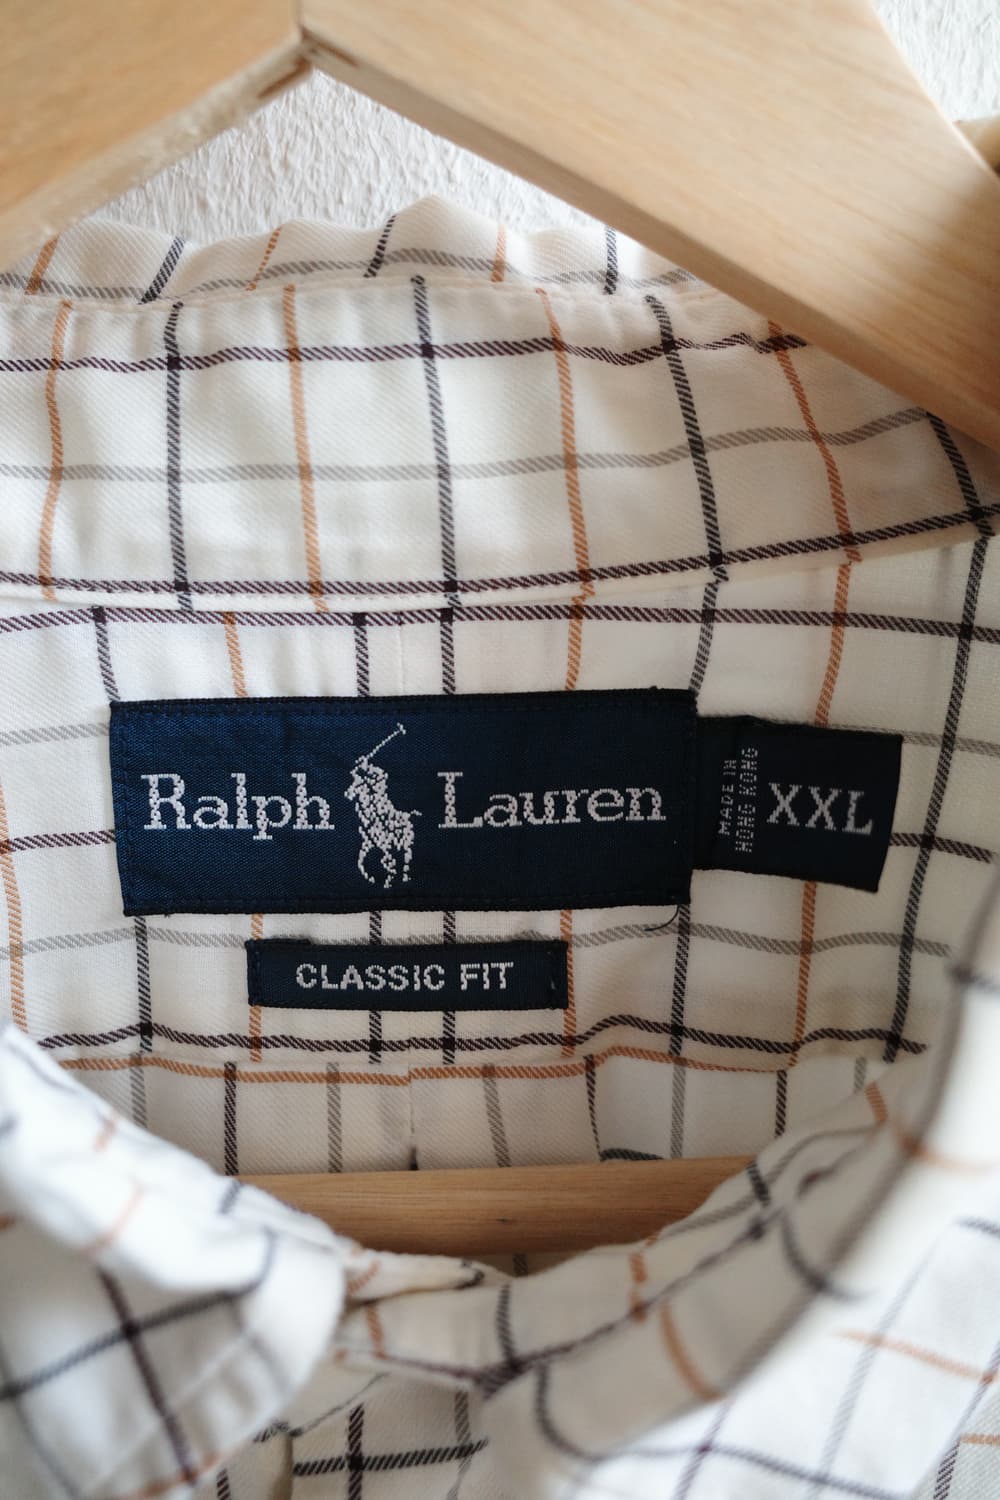 Ralph Lauren
MADE IN
HONG KONG
XXL
CLASSIC FIT